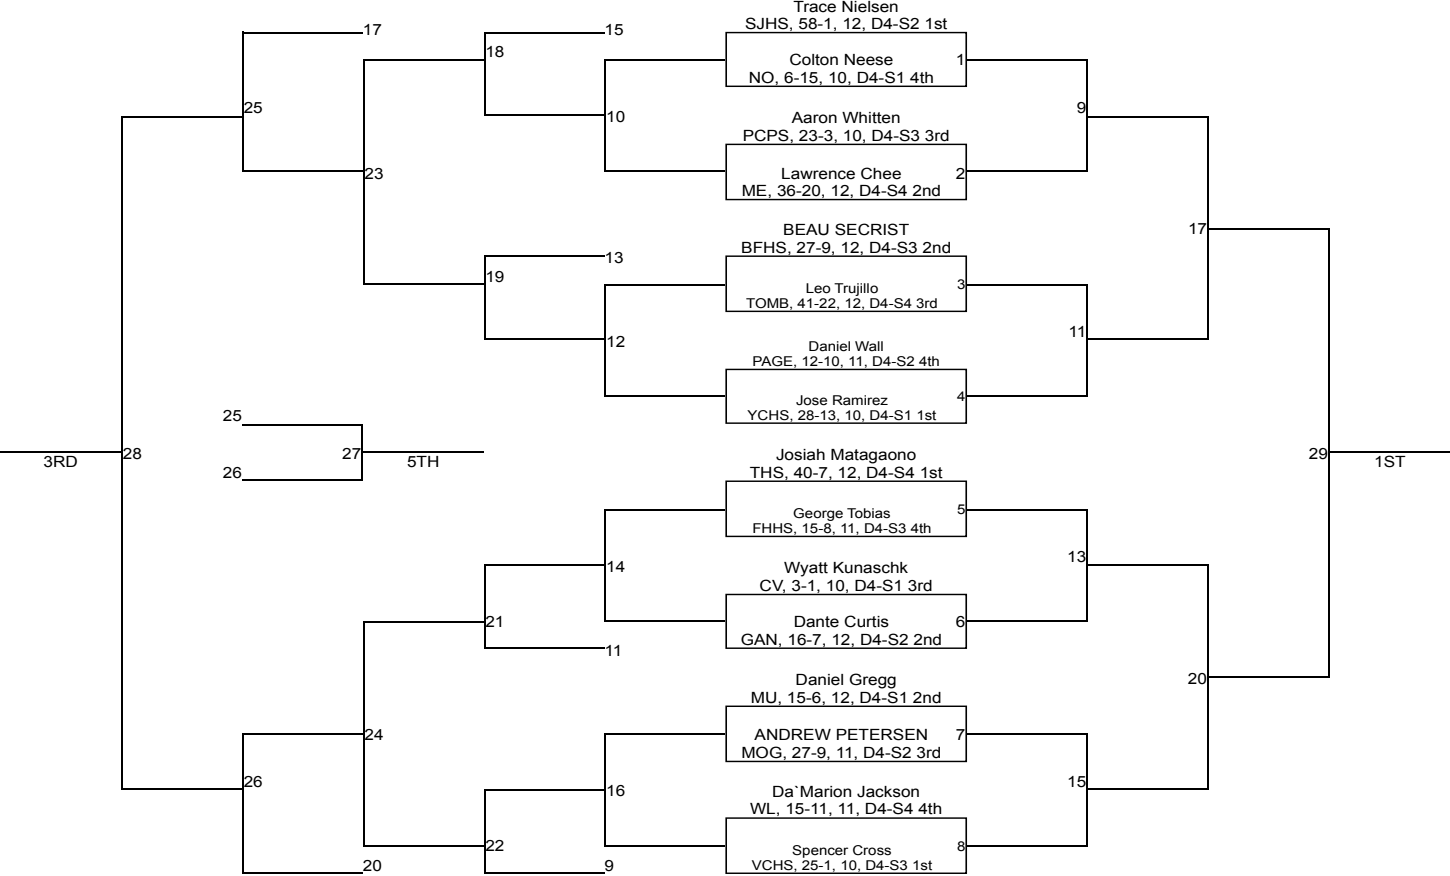 Trace Nielsen
SJHS, 58-1, 12, D4-S2 1st
17
15
18
Colton Neese
1
NO, 6-15, 10, D4-S1 4th
25
9
10
Aaron Whitten
PCPS, 23-3, 10, D4-S3 3rd
23
Lawrence Chee
2
ME, 36-20, 12, D4-S4 2nd
17
BEAU SECRIST
BFHS, 27-9, 12, D4-S3 2nd
13
19
Leo Trujillo
3
TOMB, 41-22, 12, D4-S4 3rd
11
12
Daniel Wall
PAGE, 12-10, 11, D4-S2 4th
Jose Ramirez
4
YCHS, 28-13, 10, D4-S1 1st
25
28
27
29
3RD
5TH
1ST
26
Josiah Matagaono
THS, 40-7, 12, D4-S4 1st
George Tobias
5
FHHS, 15-8, 11, D4-S3 4th
13
14
Wyatt Kunaschk
CV, 3-1, 10, D4-S1 3rd
21
Dante Curtis
6
GAN, 16-7, 12, D4-S2 2nd
11
20
Daniel Gregg
MU, 15-6, 12, D4-S1 2nd
24
ANDREW PETERSEN
7
MOG, 27-9, 11, D4-S2 3rd
26
15
16
Da`Marion Jackson
WL, 15-11, 11, D4-S4 4th
22
Spencer Cross
8
VCHS, 25-1, 10, D4-S3 1st
20
9